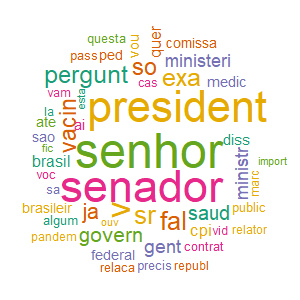 questa vou quer comissa
pass ped ministeri
pergunt so exa medic
cas
vam esta
president
la
ate vacin
ai
sao
fic
diss
brasil senhor import
voc
sa senador ministr marc
brasileir ja v sr fal saud public
algum ouv cpi vid relator
pandem govern gent contrat
federal precis republ
relaca